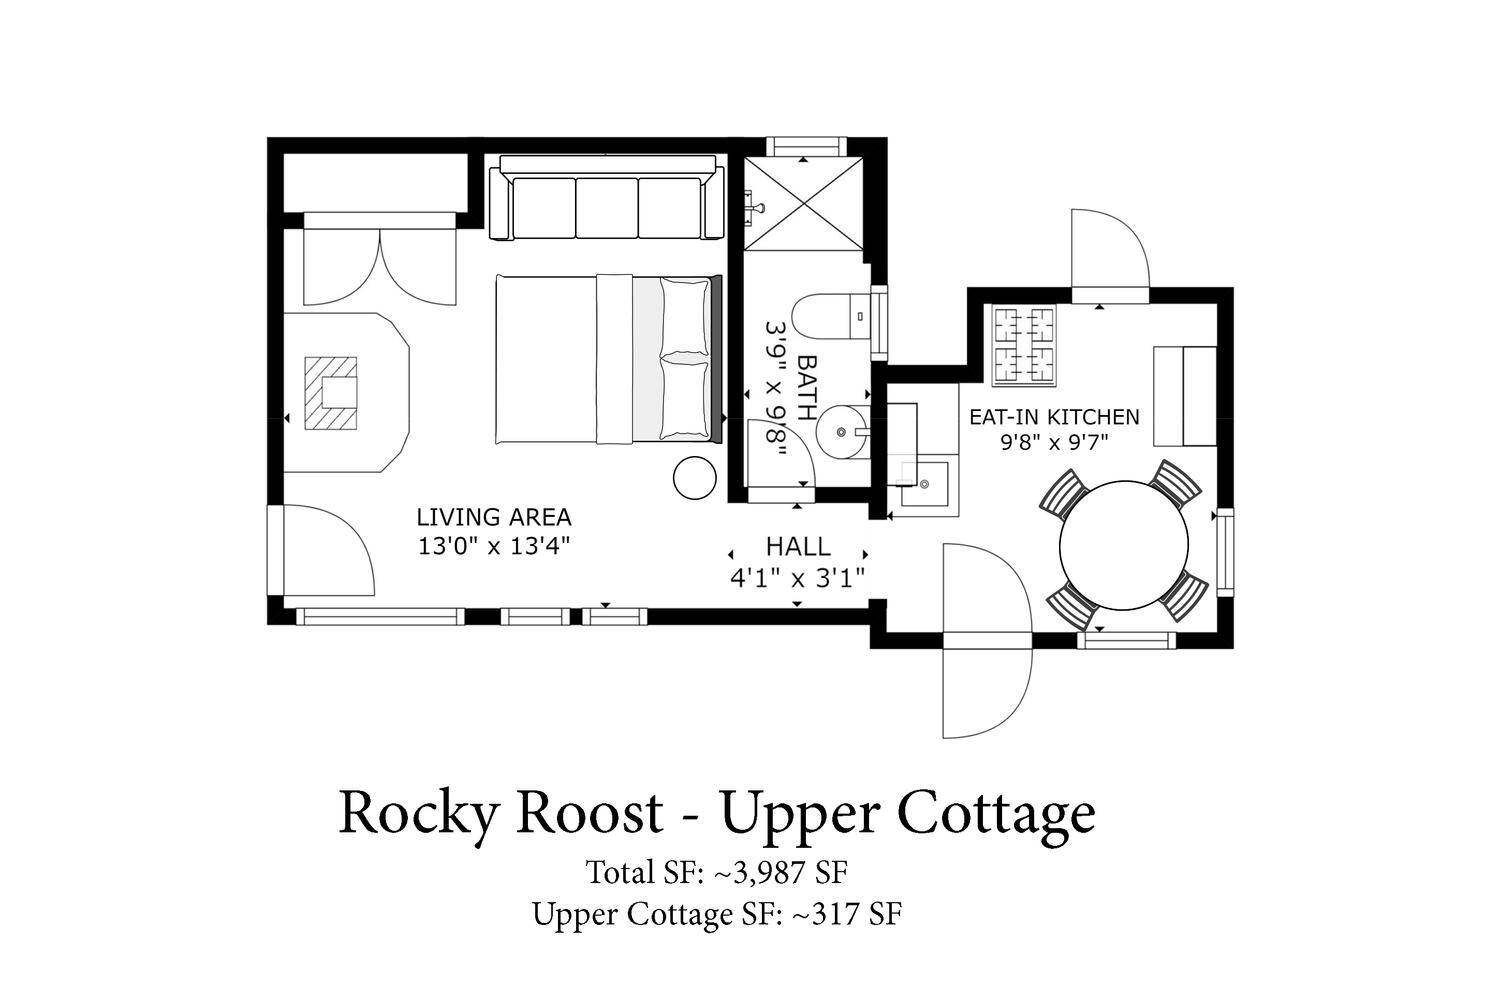 BATH
3'9" x 9'8"
EAT-IN KITCHEN
9'8" x 9'7"
LIVING AREA
13'0" x 13'4"
HALL
4'1" x 3'1"
Rocky Roost - Upper Cottage
Total SF: ~3,987 SF
Upper Cottage SF: ~317 SF